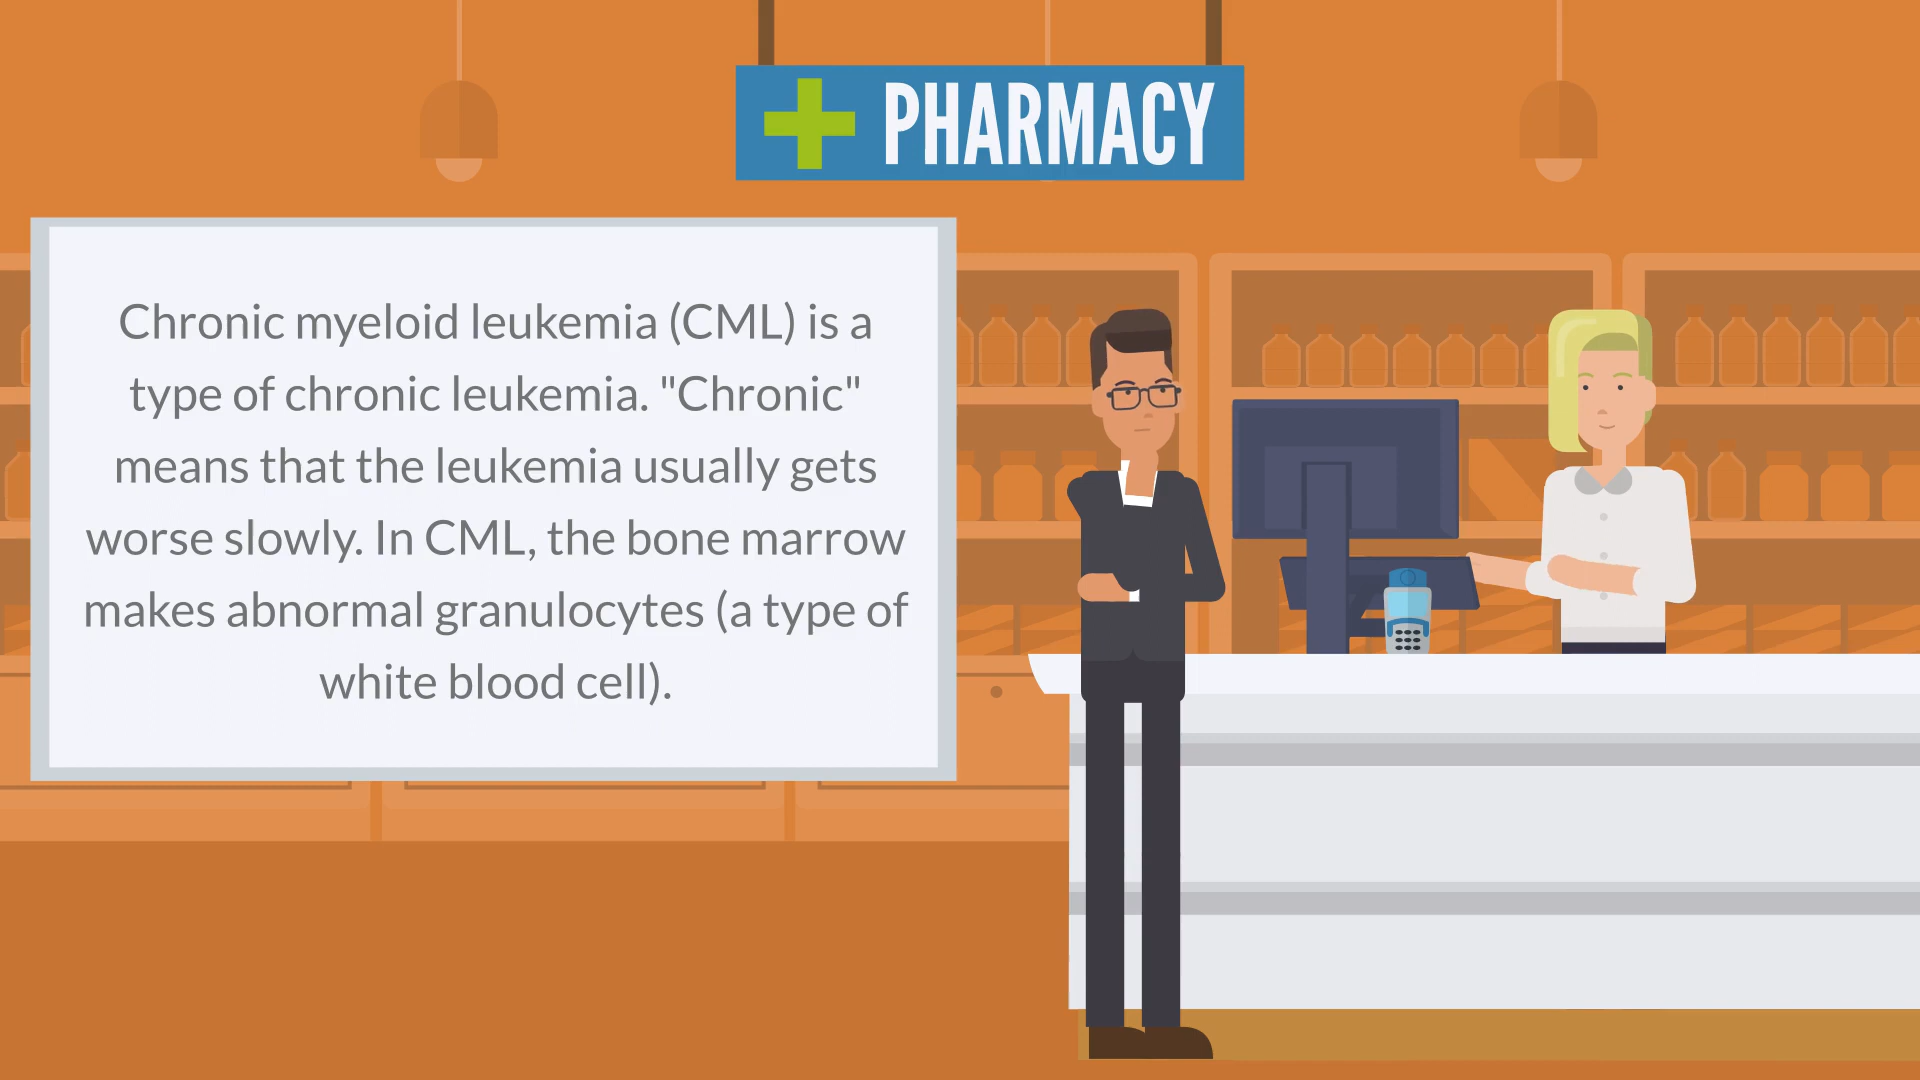 PHARMACY
Chronic myeloid leukemia (CML) is a
type of chronic leukemia. "Chronic"
means that the leukemia usually gets
worse slowly. In CML, the bone marrow
makes abnormal granulocytes (a type of
white blood cell).